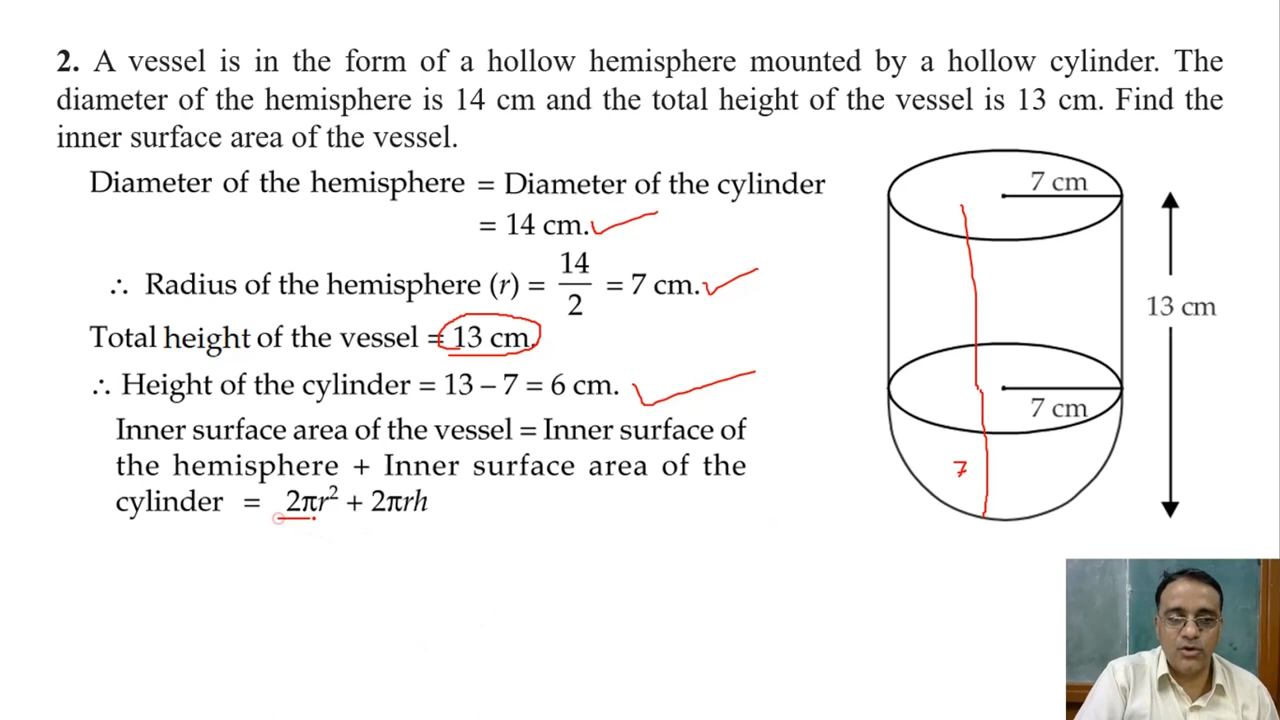 2. A vessel is in the form of a hollow hemisphere mounted by a hollow cylinder. The
diameter of the hemisphere is 14 cm and the total height of the vessel is 13 cm. Find the
inner surface area of the vessel.
Diameter of the hemisphere = Diameter of the cylinder
= 14 cm.
∴ Radius of the hemisphere (r) = 14/2 = 7 cm.
Total height of the vessel = 13 cm.
∴ Height of the cylinder = 13 – 7 = 6 cm.
Inner surface area of the vessel = Inner surface of
the hemisphere + Inner surface area of the
cylinder = 2πr² + 2πrh
7 cm
13 cm
7 cm
7